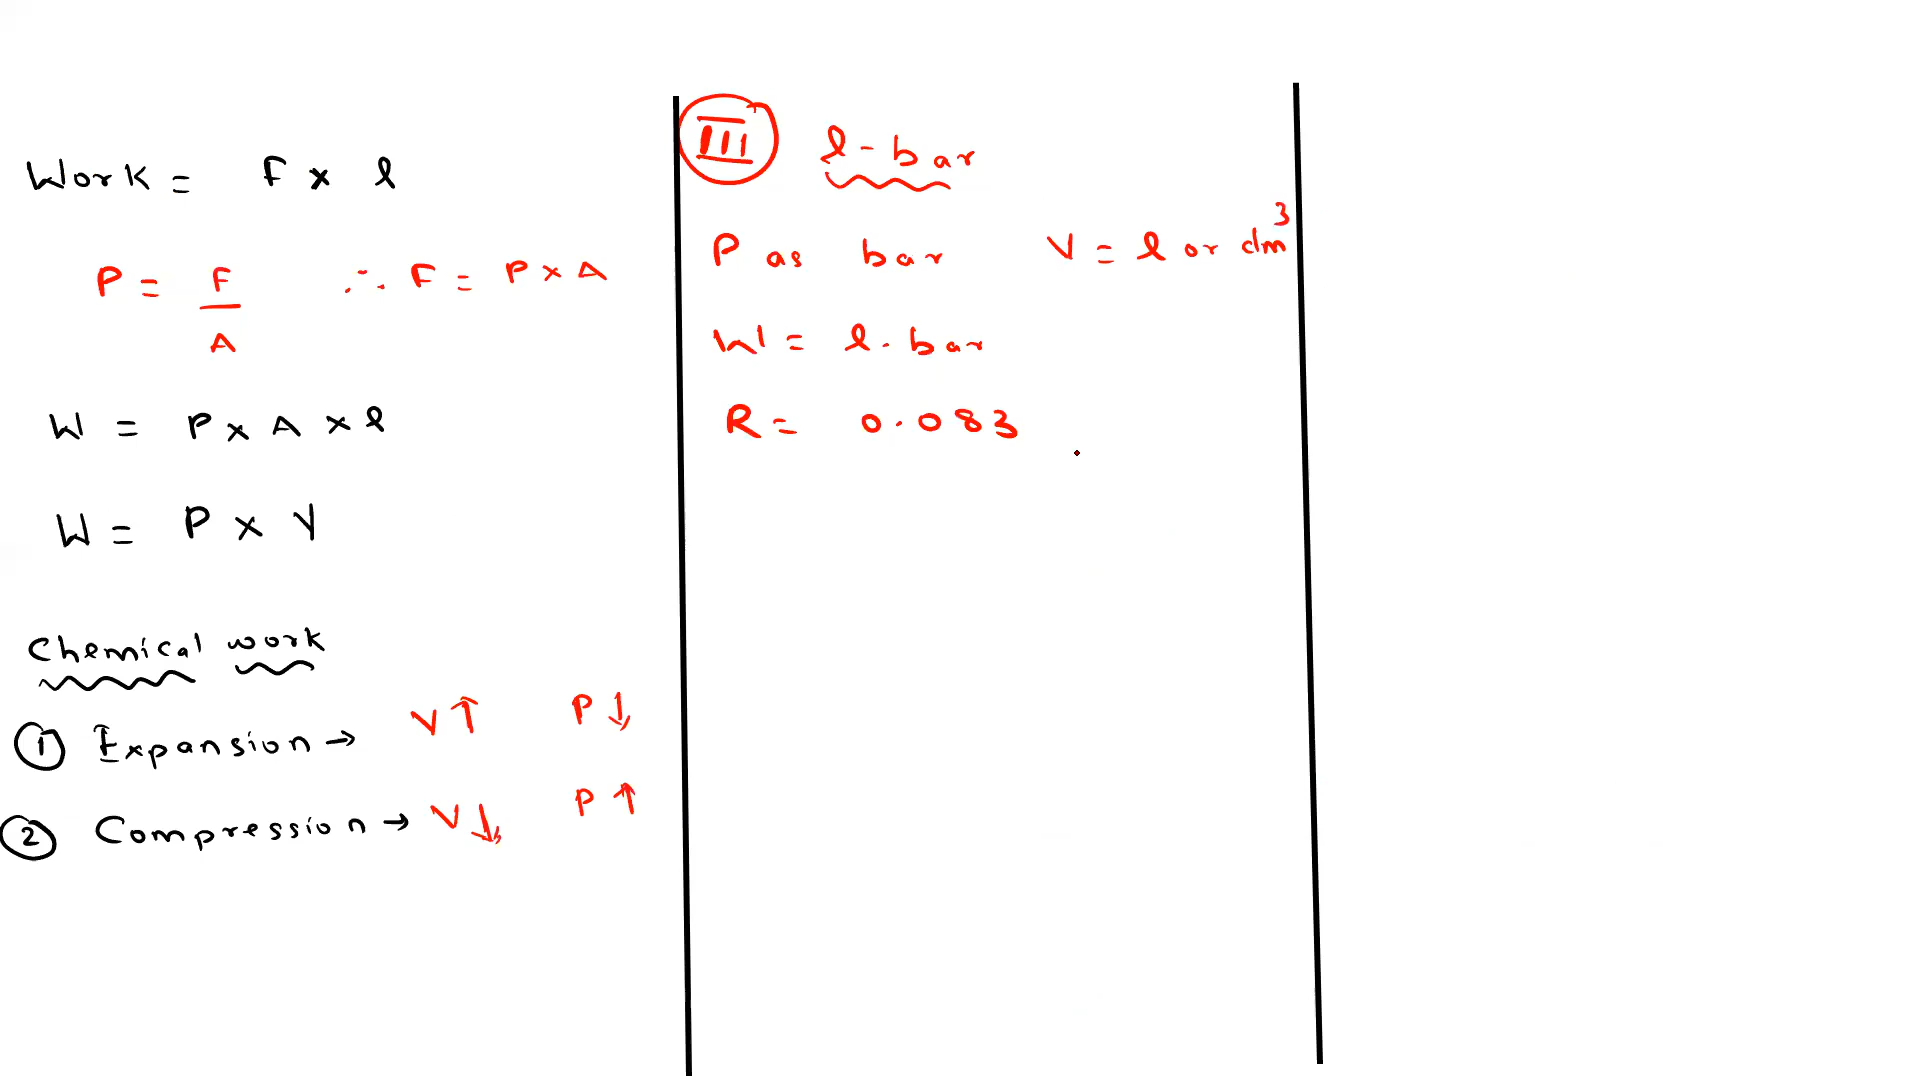 Work = F x l
P = F/A ∴ F = P x A
W = P x A x l
W = P x V
Chemical work
① Expansion → V↑ P↓
② Compression → V↓ P↑
III l-bar
P as bar V = l or dm³
W = l.bar
R = 0.083